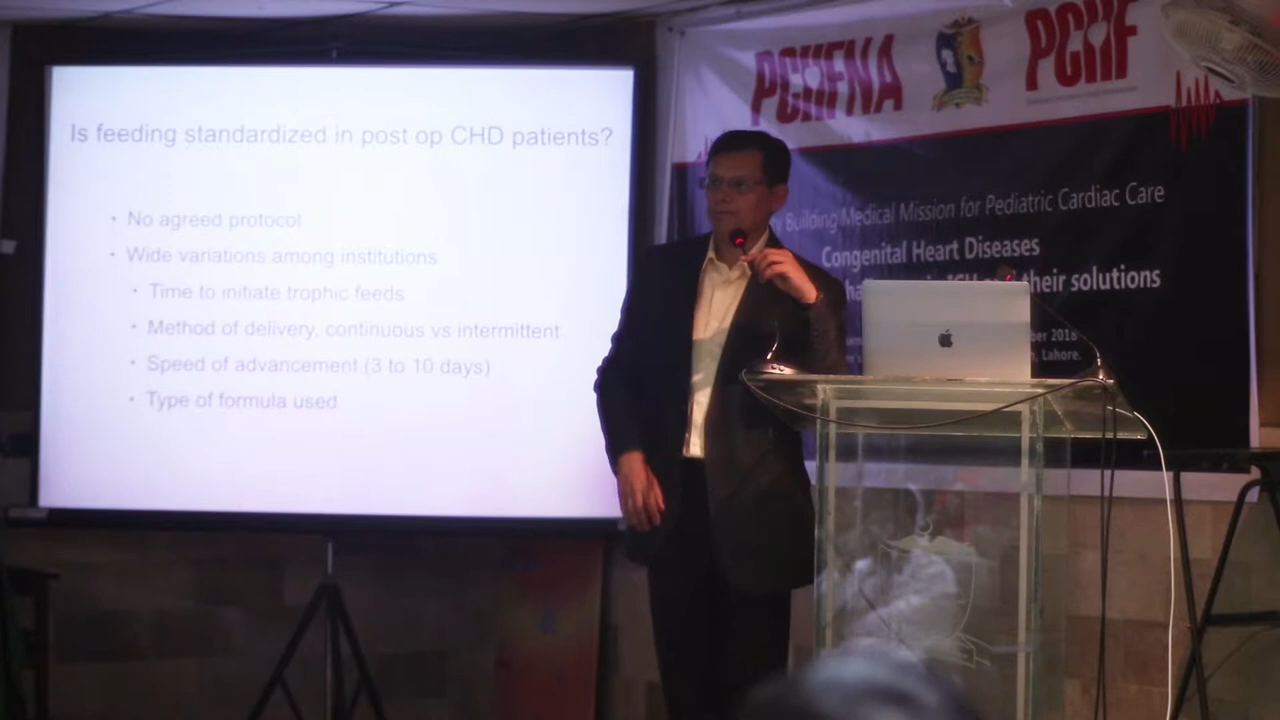 Is feeding standardized in post op CHD patients?
• No agreed protocol
• Wide variations among institutions
• Time to initiate trophic feeds
• Method of delivery, continuous vs intermittent
• Speed of advancement (3 to 10 days)
• Type of formula used
PCHFNA
PCHF
Building Medical Mission for Pediatric Cardiac Care
Congenital Heart Diseases
their solutions
2018
Lahore.